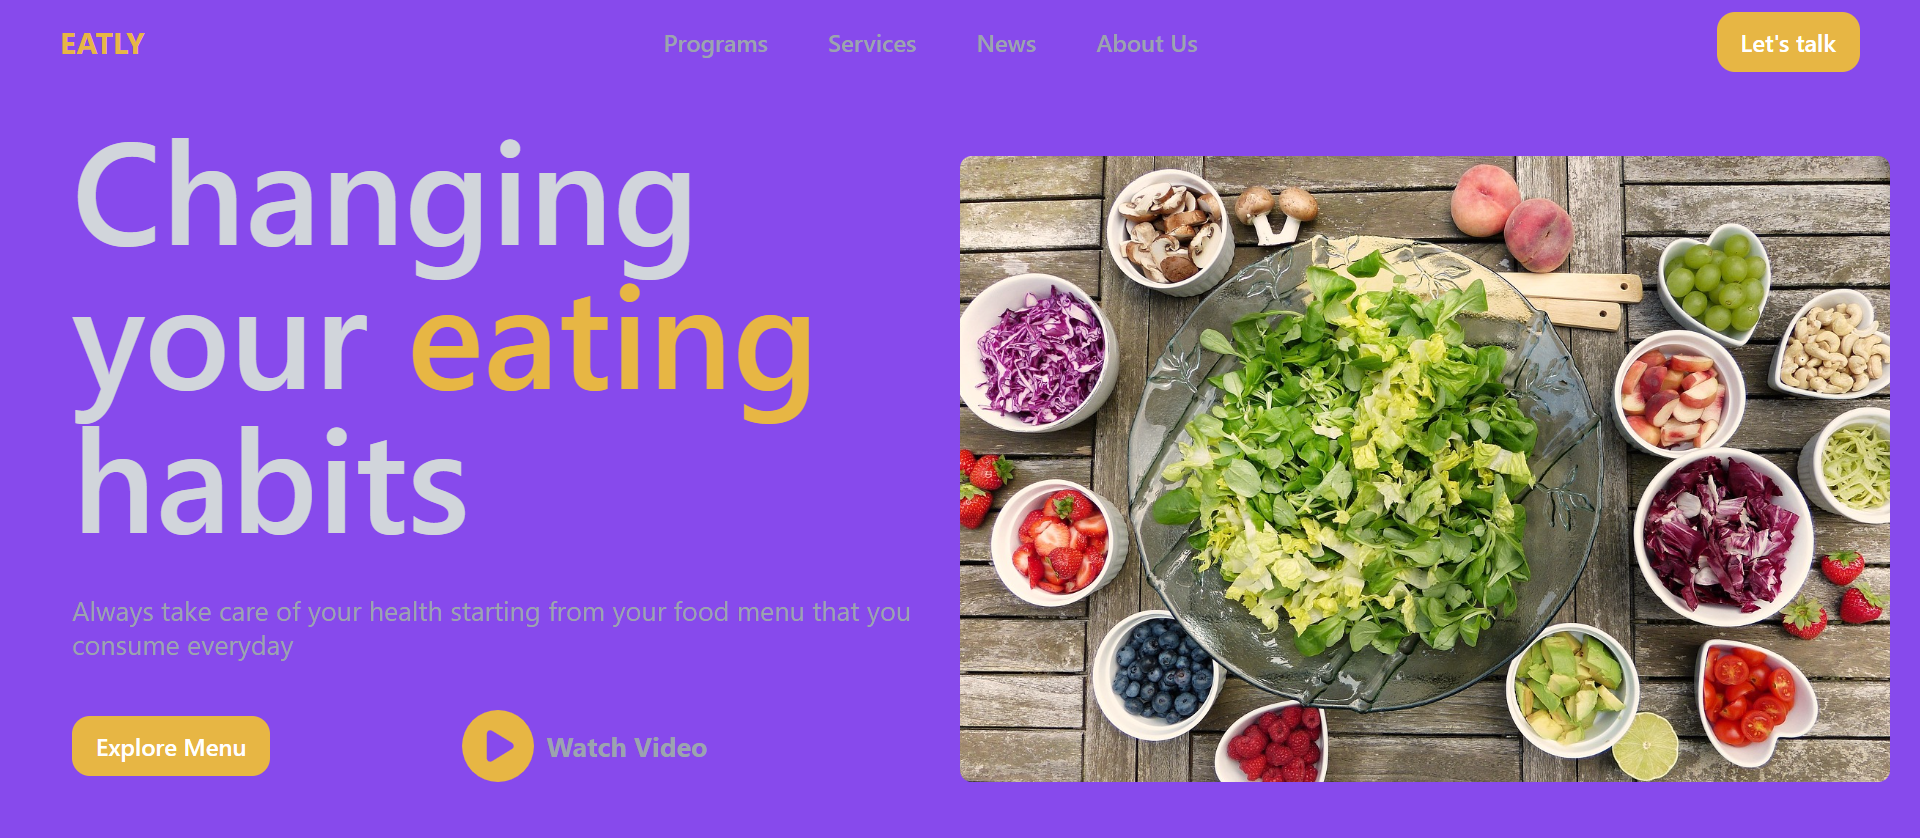 EATLY
Programs
Services
News
About Us
Let's talk
Changing
your eating
habits
Always take care of your health starting from your food menu that you
consume everyday
Explore Menu
Watch Video